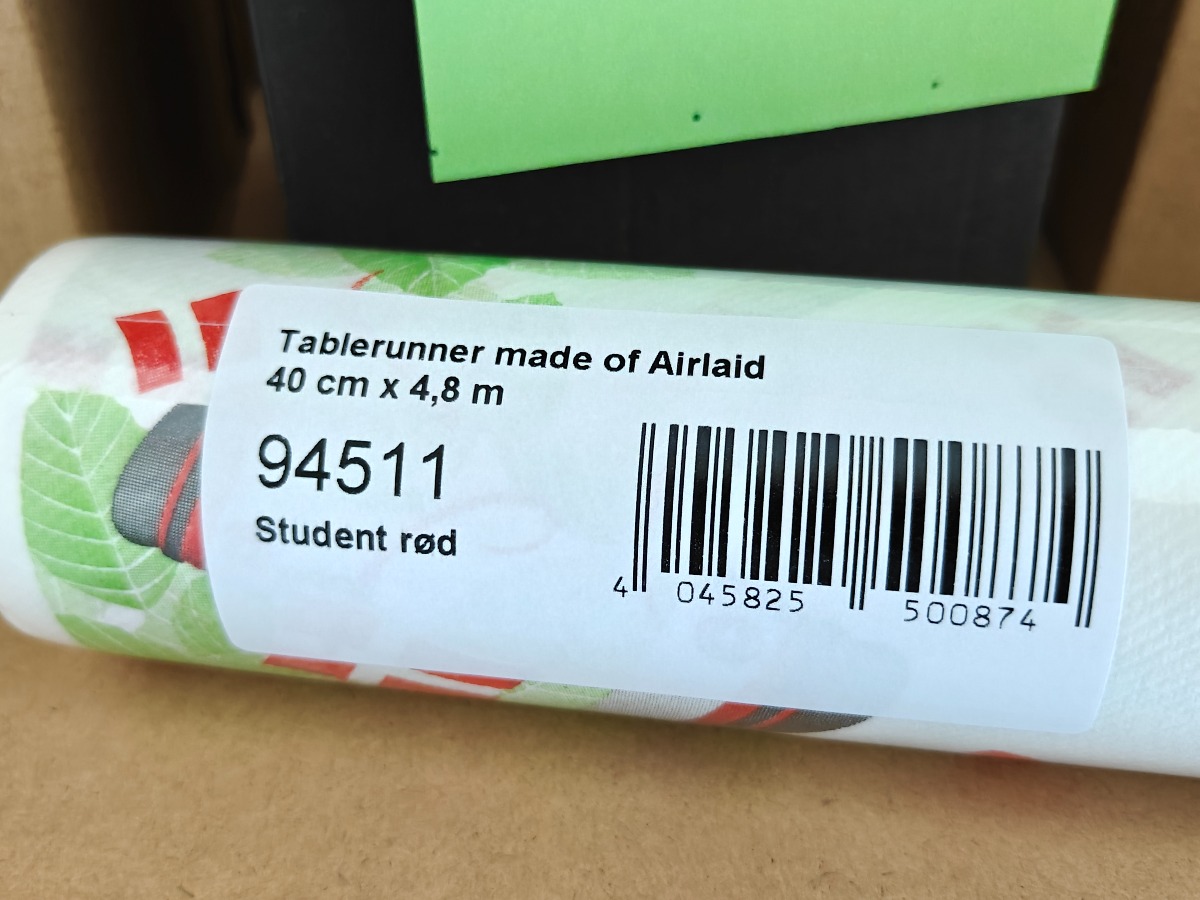 Tablerunner made of Airlaid
40 cm x 4,8 m
94511
Student rød
4 045825 500874